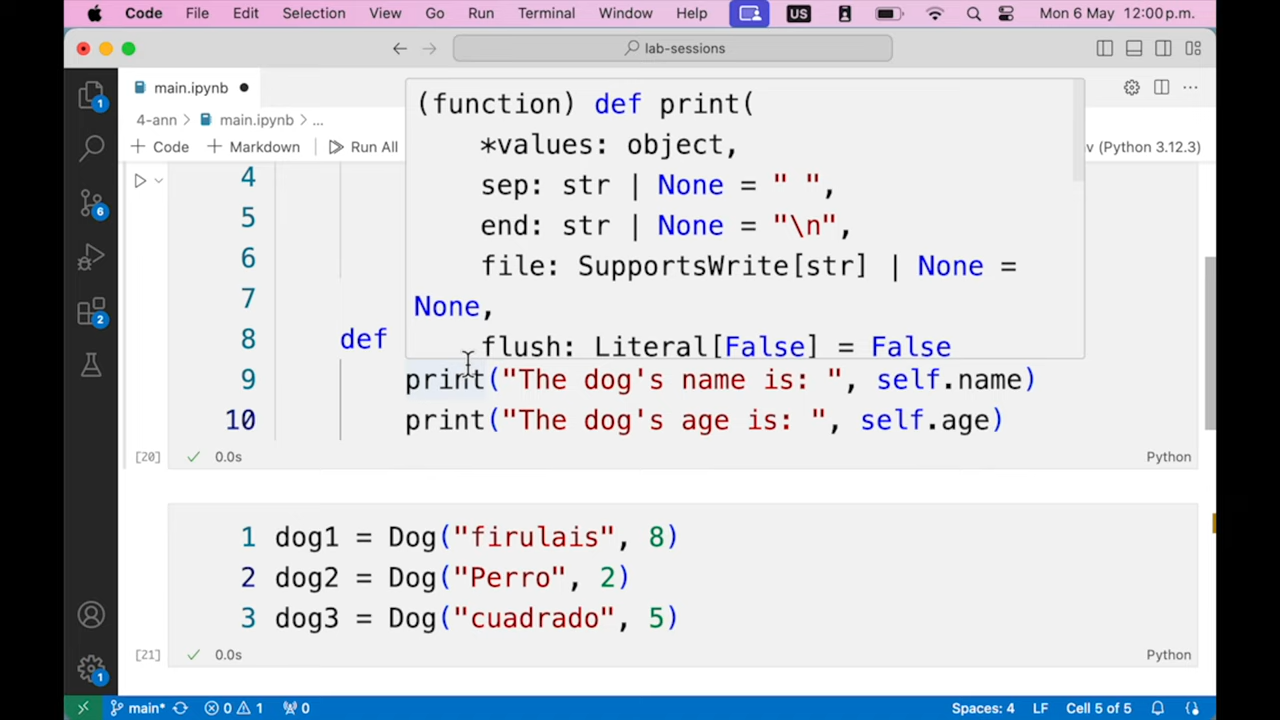 Code File Edit Selection View Go Run Terminal Window Help US Mon 6 May 12:00 p.m.
lab-sessions
main.ipynb
4-ann > main.ipynb > ...
+ Code + Markdown Run All
v (Python 3.12.3)
(function) def print(
*values: object,
sep: str | None = " ",
end: str | None = "\n",
file: SupportsWrite[str] | None =
None,
flush: Literal[False] = False
4
5
6
7
8 def
9 print("The dog's name is: ", self.name)
10 print("The dog's age is: ", self.age)
[20] 0.0s Python
1 dog1 = Dog("firulais", 8)
2 dog2 = Dog("Perro", 2)
3 dog3 = Dog("cuadrado", 5)
[21] 0.0s Python
1
6
2
1
main* 0 1 0 Spaces: 4 LF Cell 5 of 5